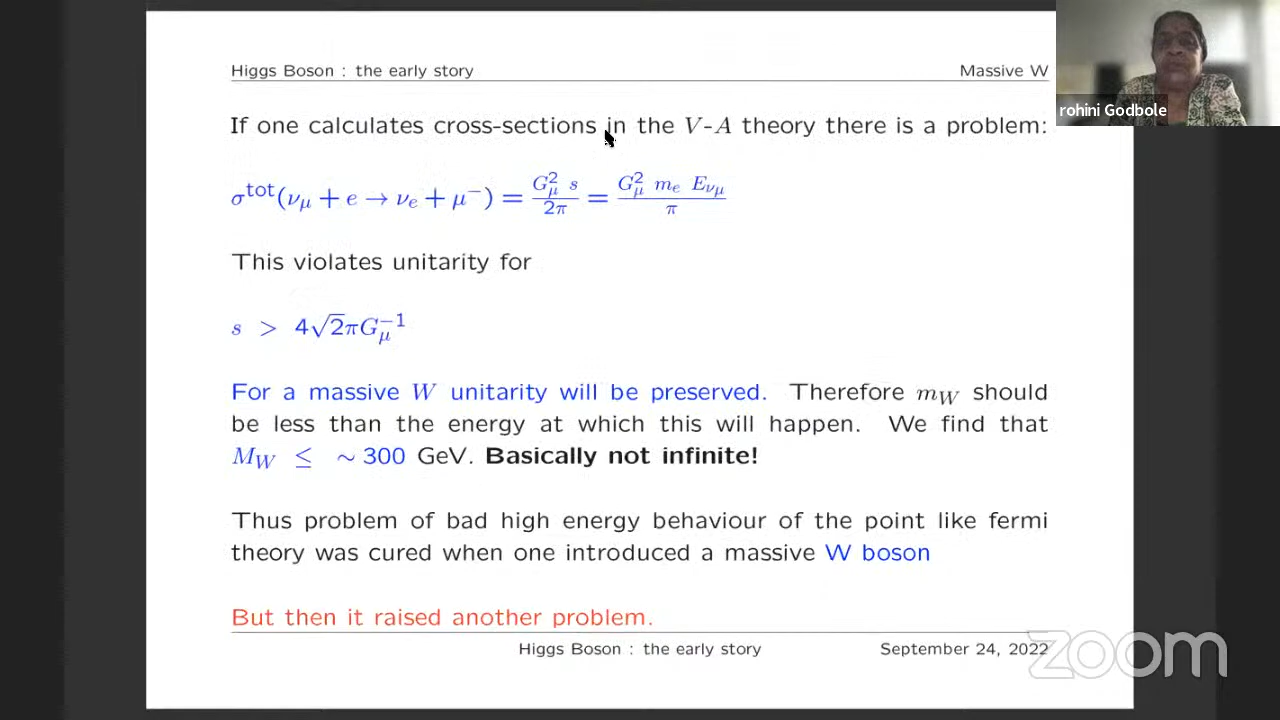 Higgs Boson : the early story Massive W
rohini Godbole
If one calculates cross-sections in the V-A theory there is a problem:
σ^tot(ν_μ + e → ν_e + μ^−) = G_μ^2 s / 2π = G_μ^2 m_e E_{ν_μ} / π
This violates unitarity for
s > 4√2πG_μ^{−1}
For a massive W unitarity will be preserved. Therefore m_W should
be less than the energy at which this will happen. We find that
M_W ≤ ∼ 300 GeV. Basically not infinite!
Thus problem of bad high energy behaviour of the point like fermi
theory was cured when one introduced a massive W boson
But then it raised another problem.
Higgs Boson : the early story September 24, 2022
zoom